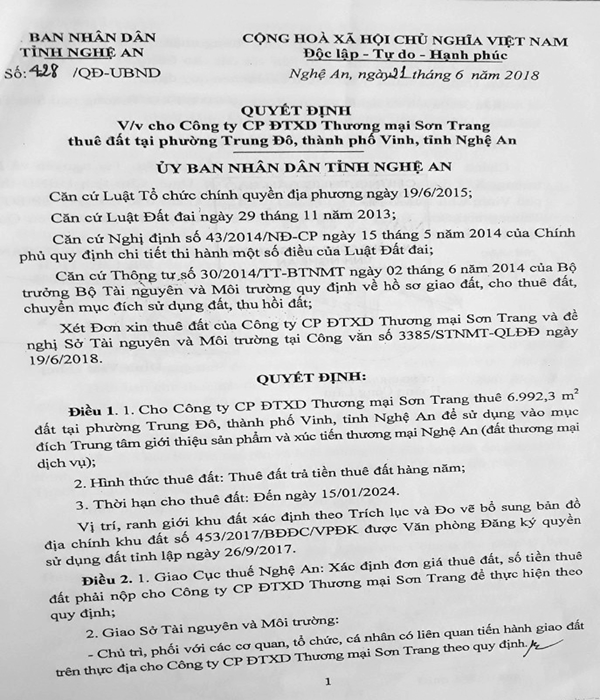 BAN NHÂN DÂN
TỈNH NGHỆ AN
Số: 428 /QĐ-UBND
CỘNG HOÀ XÃ HỘI CHỦ NGHĨA VIỆT NAM
Độc lập - Tự do - Hạnh phúc
Nghệ An, ngày 21 tháng 6 năm 2018
QUYẾT ĐỊNH
V/v cho Công ty CP ĐTXD Thương mại Sơn Trang
thuê đất tại phường Trung Đô, thành phố Vinh, tỉnh Nghệ An
ỦY BAN NHÂN DÂN TỈNH NGHỆ AN
Căn cứ Luật Tổ chức chính quyền địa phương ngày 19/6/2015;
Căn cứ Luật Đất đai ngày 29 tháng 11 năm 2013;
Căn cứ Nghị định số 43/2014/NĐ-CP ngày 15 tháng 5 năm 2014 của Chính
phủ quy định chi tiết thi hành một số điều của Luật Đất đai;
Căn cứ Thông tư số 30/2014/TT-BTNMT ngày 02 tháng 6 năm 2014 của Bộ
trưởng Bộ Tài nguyên và Môi trường quy định về hồ sơ giao đất, cho thuê đất,
chuyển mục đích sử dụng đất, thu hồi đất;
Xét Đơn xin thuê đất của Công ty CP ĐTXD Thương mại Sơn Trang và đề
nghị Sở Tài nguyên và Môi trường tại Công văn số 3385/STNMT-QLĐĐ ngày
19/6/2018.
QUYẾT ĐỊNH:
Điều 1. 1. Cho Công ty CP ĐTXD Thương mại Sơn Trang thuê 6.992,3 m²
đất tại phường Trung Đô, thành phố Vinh, tỉnh Nghệ An để sử dụng vào mục
đích Trung tâm giới thiệu sản phẩm và xúc tiến thương mại Nghệ An (đất thương mại
dịch vụ);
2. Hình thức thuê đất: Thuê đất trả tiền thuê đất hàng năm;
3. Thời hạn cho thuê đất: Đến ngày 15/01/2024.
Vị trí, ranh giới khu đất xác định theo Trích lục và Đo vẽ bổ sung bản đồ
địa chính khu đất số 453/2017/BĐĐC/VPĐK được Văn phòng Đăng ký quyền
sử dụng đất tỉnh lập ngày 26/9/2017.
Điều 2. 1. Giao Cục thuế Nghệ An: Xác định đơn giá thuê đất, số tiền thuê
đất phải nộp cho Công ty CP ĐTXD Thương mại Sơn Trang để thực hiện theo
quy định;
2. Giao Sở Tài nguyên và Môi trường:
- Chủ trì, phối với các cơ quan, tổ chức, cá nhân có liên quan tiến hành giao đất
trên thực địa cho Công ty CP ĐTXD Thương mại Sơn Trang theo quy định.
1